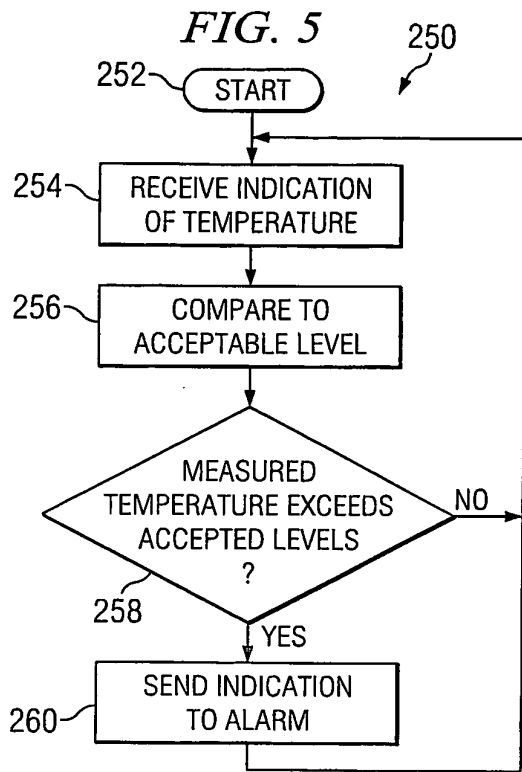 FIG. 5
250
252
START
254
RECEIVE INDICATION
OF TEMPERATURE
256
COMPARE TO
ACCEPTABLE LEVEL
MEASURED
TEMPERATURE EXCEEDS
ACCEPTED LEVELS
?
NO
258
YES
260
SEND INDICATION
TO ALARM